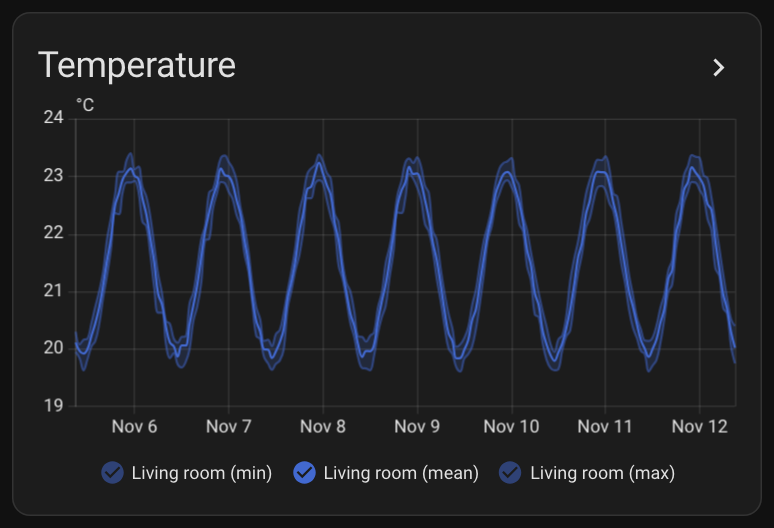 Temperature
°C
24
23
22
21
20
19
Nov 6 Nov 7 Nov 8 Nov 9 Nov 10 Nov 11 Nov 12
Living room (min) Living room (mean) Living room (max)